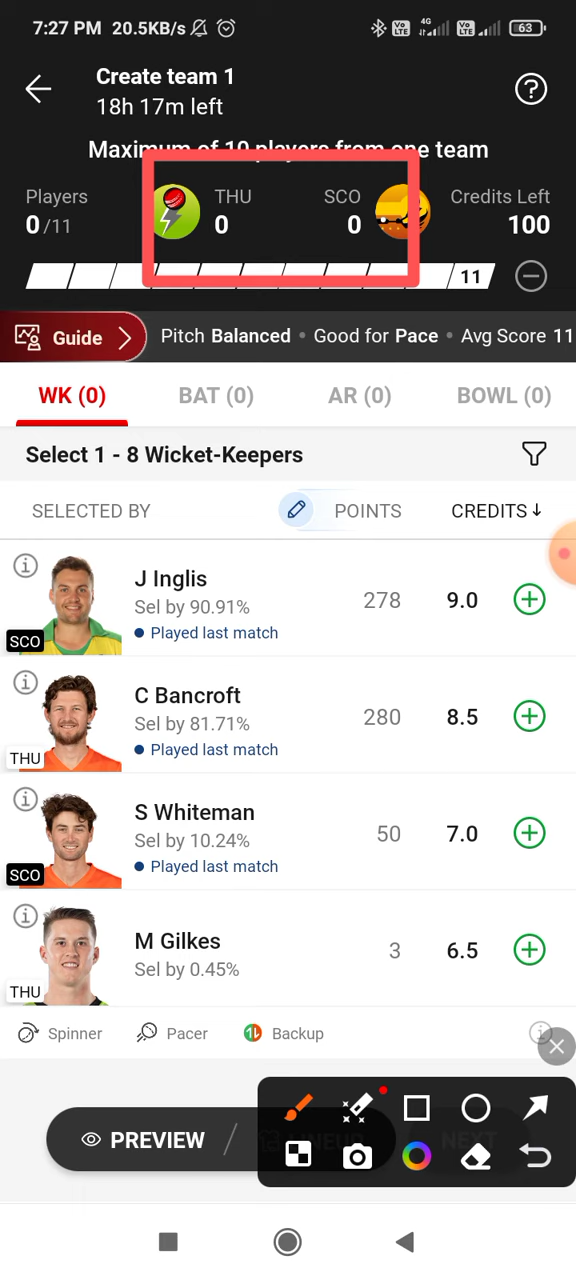 7:27 PM 20.5KB/s 4G 63
Create team 1
18h 17m left
Maximum of 10 players from one team
Players THU SCO Credits Left
0/11 0 0 100
11
Guide Pitch Balanced • Good for Pace • Avg Score 11
WK (0) BAT (0) AR (0) BOWL (0)
Select 1 - 8 Wicket-Keepers
SELECTED BY POINTS CREDITS↓
J Inglis
Sel by 90.91% 278 9.0
SCO • Played last match
C Bancroft
Sel by 81.71% 280 8.5
THU • Played last match
S Whiteman
Sel by 10.24% 50 7.0
SCO • Played last match
M Gilkes
Sel by 0.45% 3 6.5
THU
Spinner Pacer Backup
PREVIEW / LINEUP NEXT